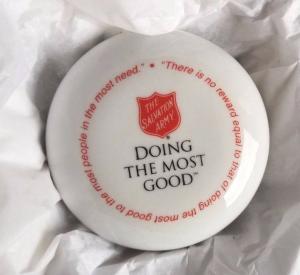 "There is no reward equal to that of doing the most good to the most people in the most need." •
THE
SALVATION
ARMY
®
DOING
THE MOST
GOOD™